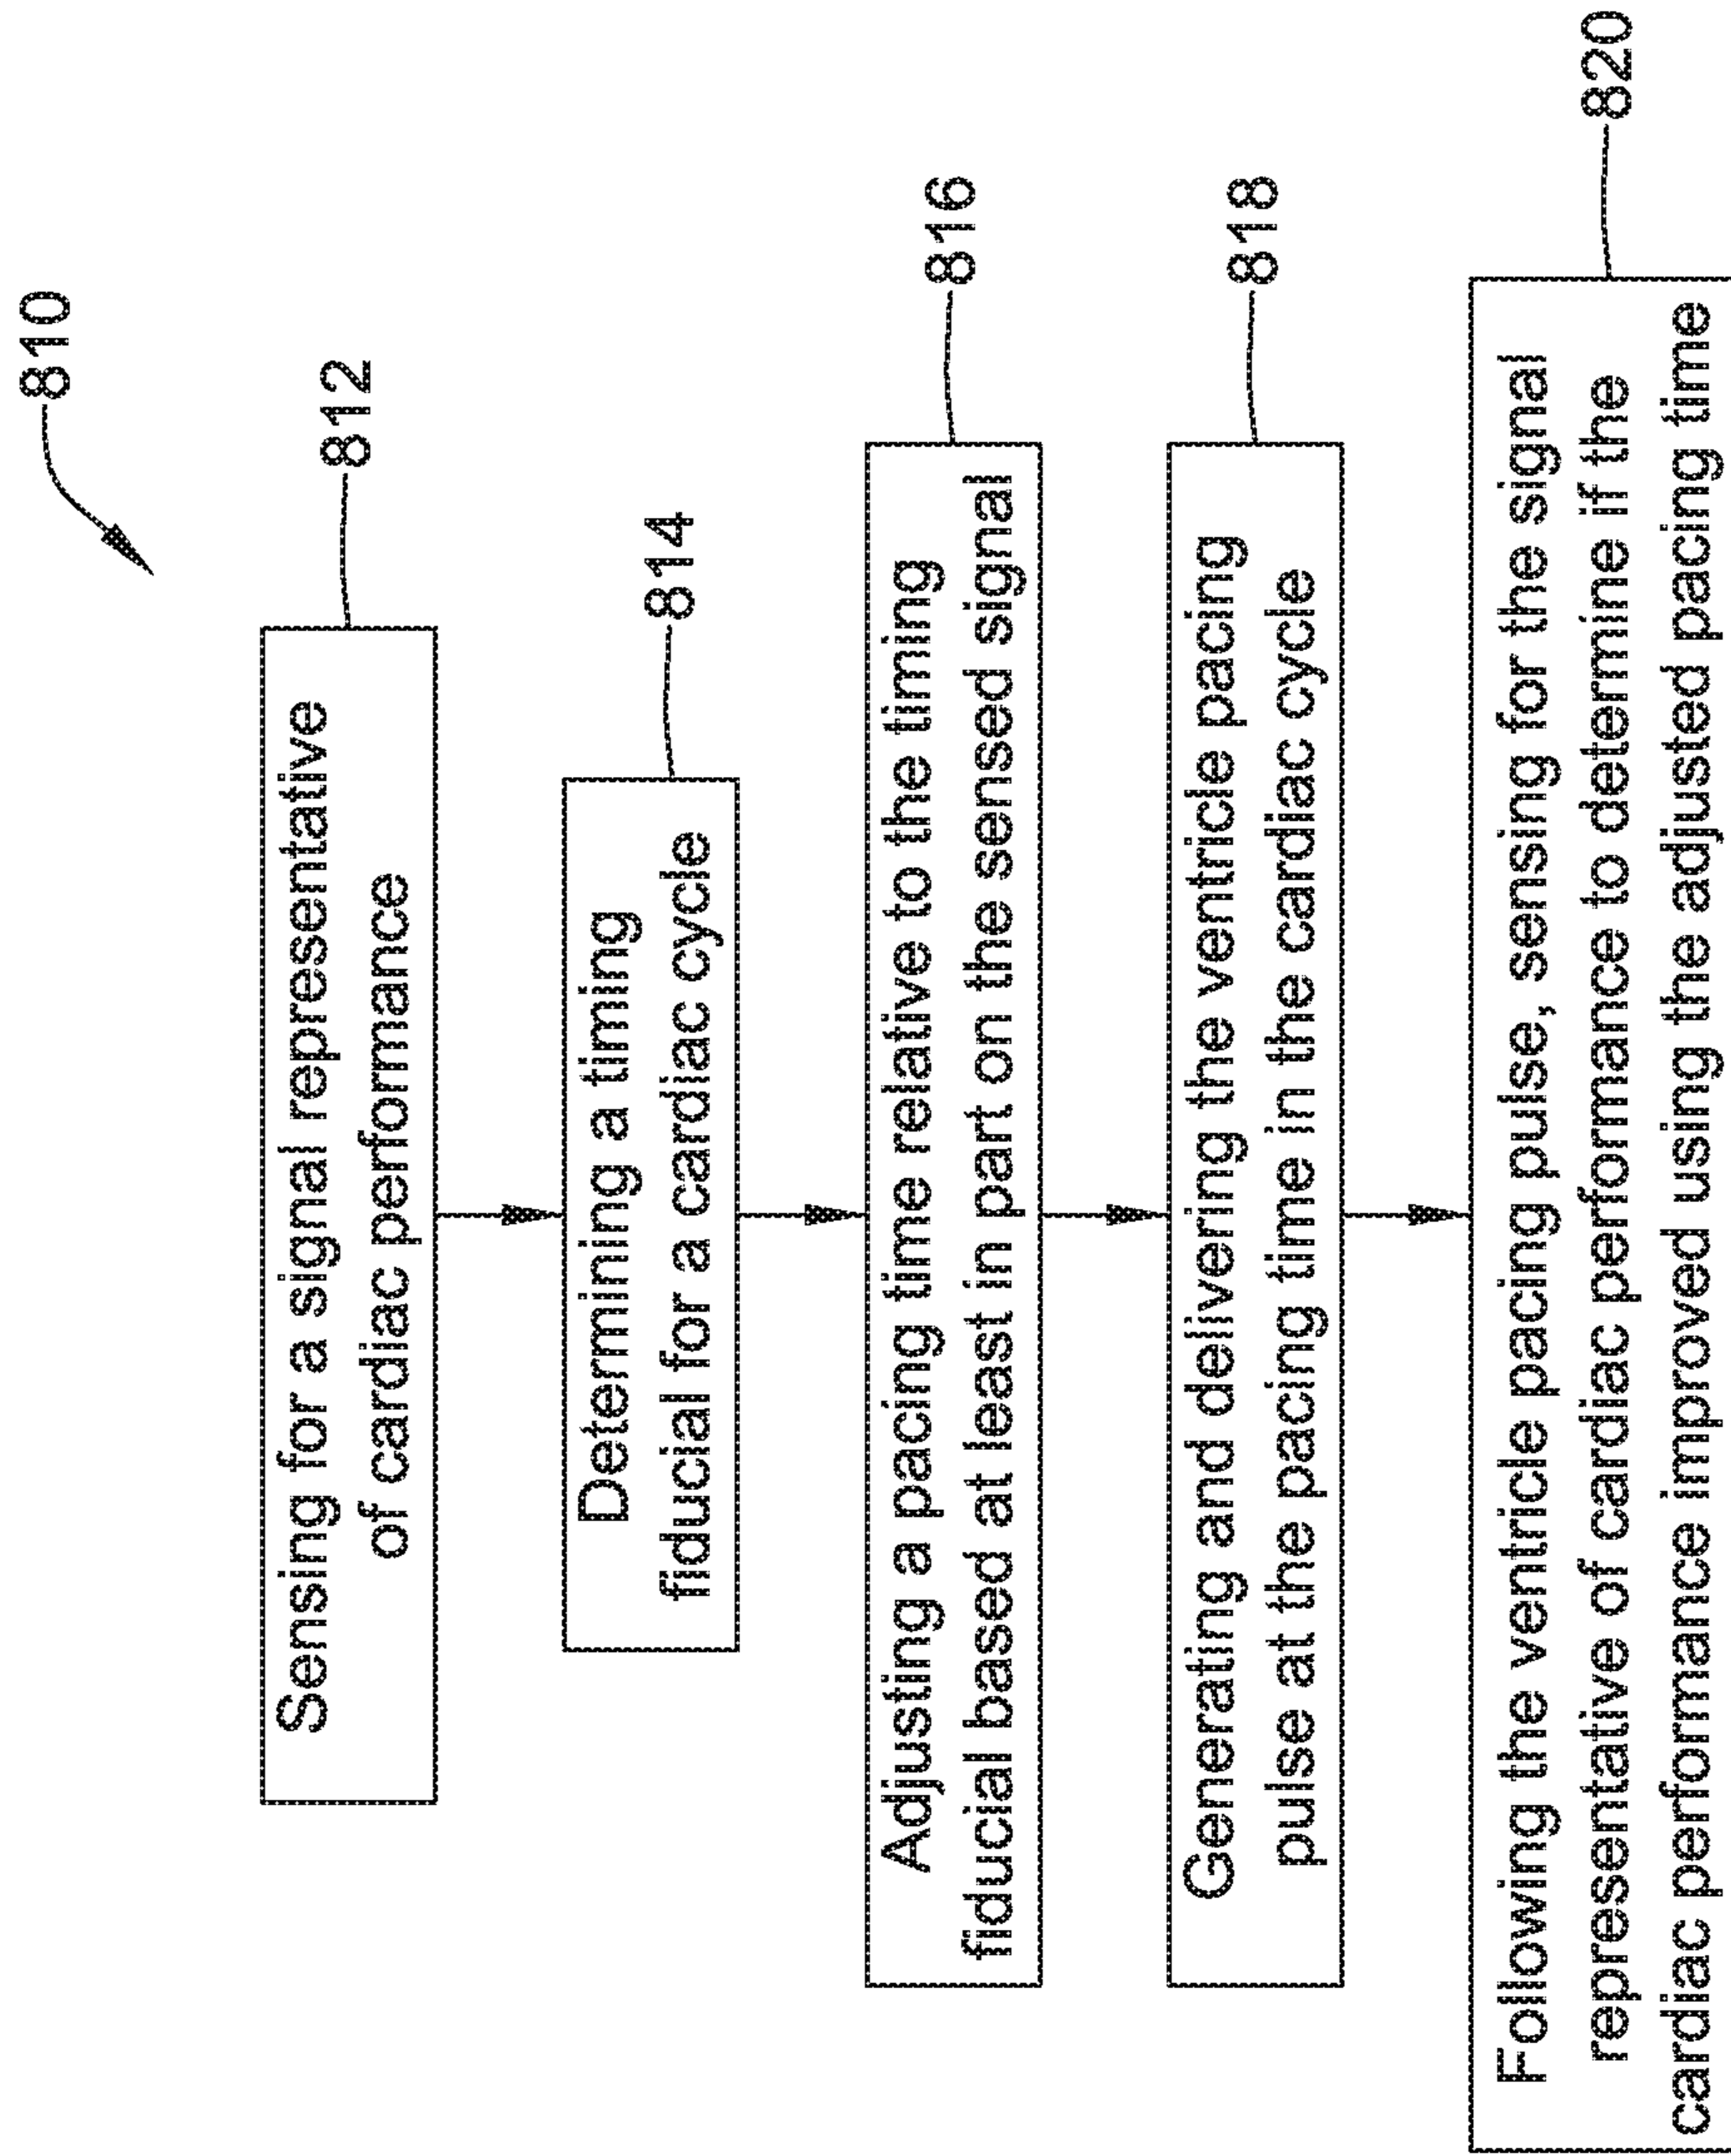 810
Sensing for a signal representative
of cardiac performance
812
Determining a timing
fiducial for a cardiac cycle
814
Adjusting a pacing time relative to the timing
fiducial based at least in part on the sensed signal
816
Generating and delivering the ventricle pacing
pulse at the pacing time in the cardiac cycle
818
Following the ventricle pacing pulse, sensing for the signal
representative of cardiac performance to determine if the
cardiac performance improved using the adjusted pacing time
820